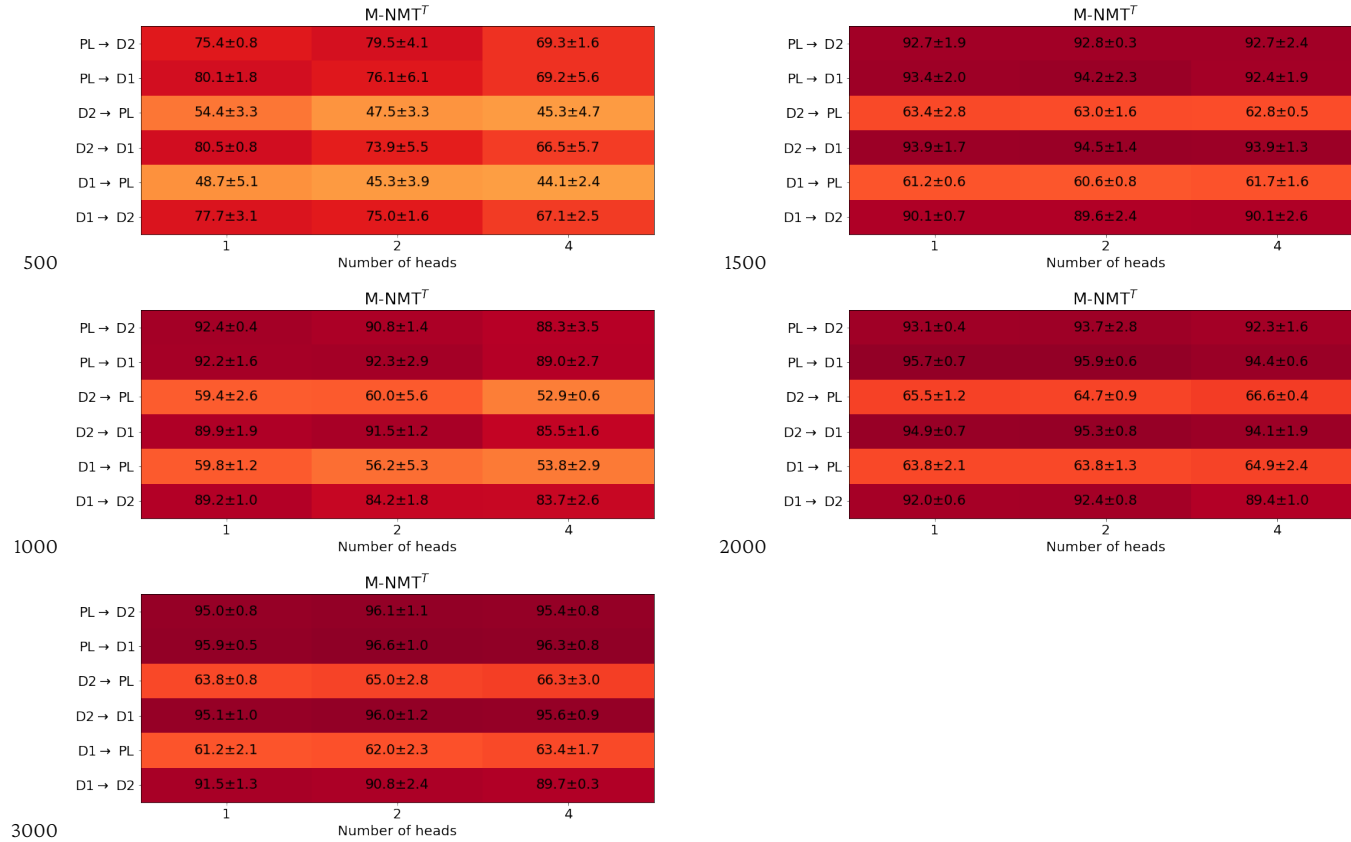 M-NMT^T
PL → D2 75.4±0.8 79.5±4.1 69.3±1.6
PL → D1 80.1±1.8 76.1±6.1 69.2±5.6
D2 → PL 54.4±3.3 47.5±3.3 45.3±4.7
D2 → D1 80.5±0.8 73.9±5.5 66.5±5.7
D1 → PL 48.7±5.1 45.3±3.9 44.1±2.4
D1 → D2 77.7±3.1 75.0±1.6 67.1±2.5
1 2 4
500 Number of heads
M-NMT^T
PL → D2 92.7±1.9 92.8±0.3 92.7±2.4
PL → D1 93.4±2.0 94.2±2.3 92.4±1.9
D2 → PL 63.4±2.8 63.0±1.6 62.8±0.5
D2 → D1 93.9±1.7 94.5±1.4 93.9±1.3
D1 → PL 61.2±0.6 60.6±0.8 61.7±1.6
D1 → D2 90.1±0.7 89.6±2.4 90.1±2.6
1 2 4
1500 Number of heads
M-NMT^T
PL → D2 92.4±0.4 90.8±1.4 88.3±3.5
PL → D1 92.2±1.6 92.3±2.9 89.0±2.7
D2 → PL 59.4±2.6 60.0±5.6 52.9±0.6
D2 → D1 89.9±1.9 91.5±1.2 85.5±1.6
D1 → PL 59.8±1.2 56.2±5.3 53.8±2.9
D1 → D2 89.2±1.0 84.2±1.8 83.7±2.6
1 2 4
1000 Number of heads
M-NMT^T
PL → D2 93.1±0.4 93.7±2.8 92.3±1.6
PL → D1 95.7±0.7 95.9±0.6 94.4±0.6
D2 → PL 65.5±1.2 64.7±0.9 66.6±0.4
D2 → D1 94.9±0.7 95.3±0.8 94.1±1.9
D1 → PL 63.8±2.1 63.8±1.3 64.9±2.4
D1 → D2 92.0±0.6 92.4±0.8 89.4±1.0
1 2 4
2000 Number of heads
M-NMT^T
PL → D2 95.0±0.8 96.1±1.1 95.4±0.8
PL → D1 95.9±0.5 96.6±1.0 96.3±0.8
D2 → PL 63.8±0.8 65.0±2.8 66.3±3.0
D2 → D1 95.1±1.0 96.0±1.2 95.6±0.9
D1 → PL 61.2±2.1 62.0±2.3 63.4±1.7
D1 → D2 91.5±1.3 90.8±2.4 89.7±0.3
1 2 4
3000 Number of heads